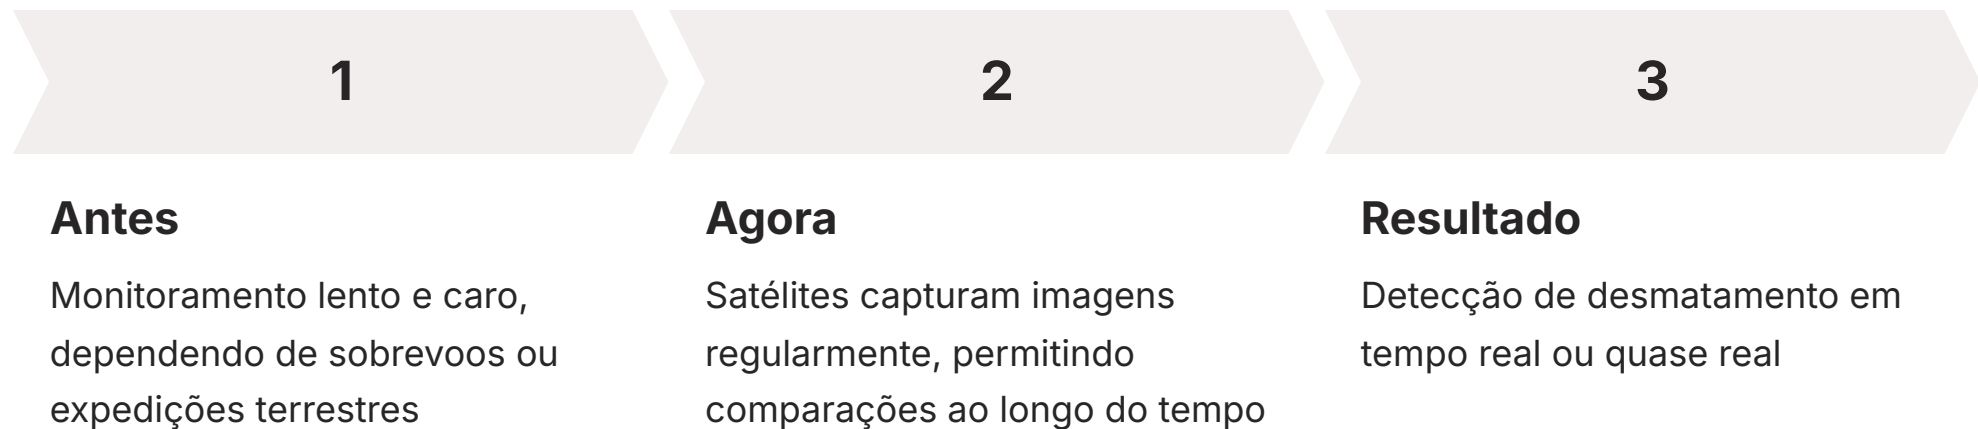 1
2
3
Antes
Monitoramento lento e caro,
dependendo de sobrevoos ou
expedições terrestres
Agora
Satélites capturam imagens
regularmente, permitindo
comparações ao longo do tempo
Resultado
Detecção de desmatamento em
tempo real ou quase real